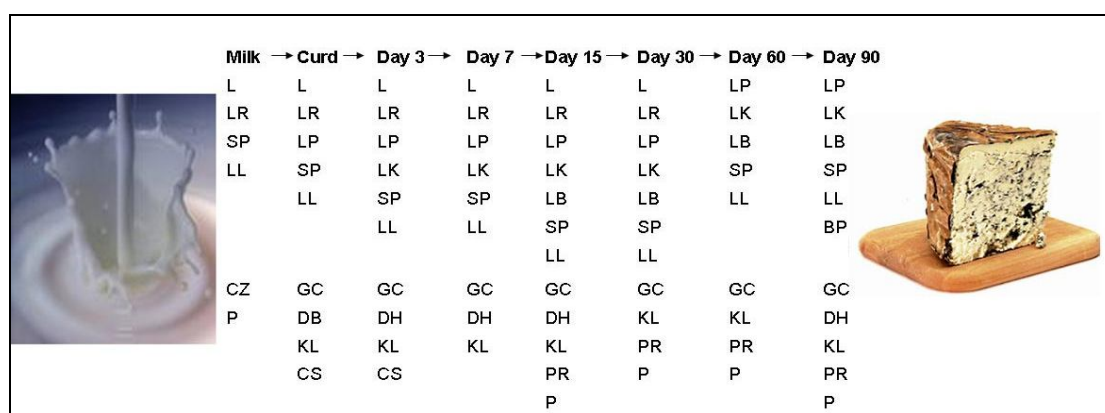 Milk → Curd → Day 3 → Day 7 → Day 15 → Day 30 → Day 60 → Day 90
L L L L L L LP LP
LR LR LR LR LR LR LK LK
SP LP LP LP LP LP LB LB
LL SP LK LK LK LK SP SP
LL SP SP LB LB LL LL
LL LL SP SP BP
LL LL
CZ GC GC GC GC GC GC GC
P DB DH DH DH KL KL DH
KL KL KL KL PR PR KL
CS CS PR P P PR
P P